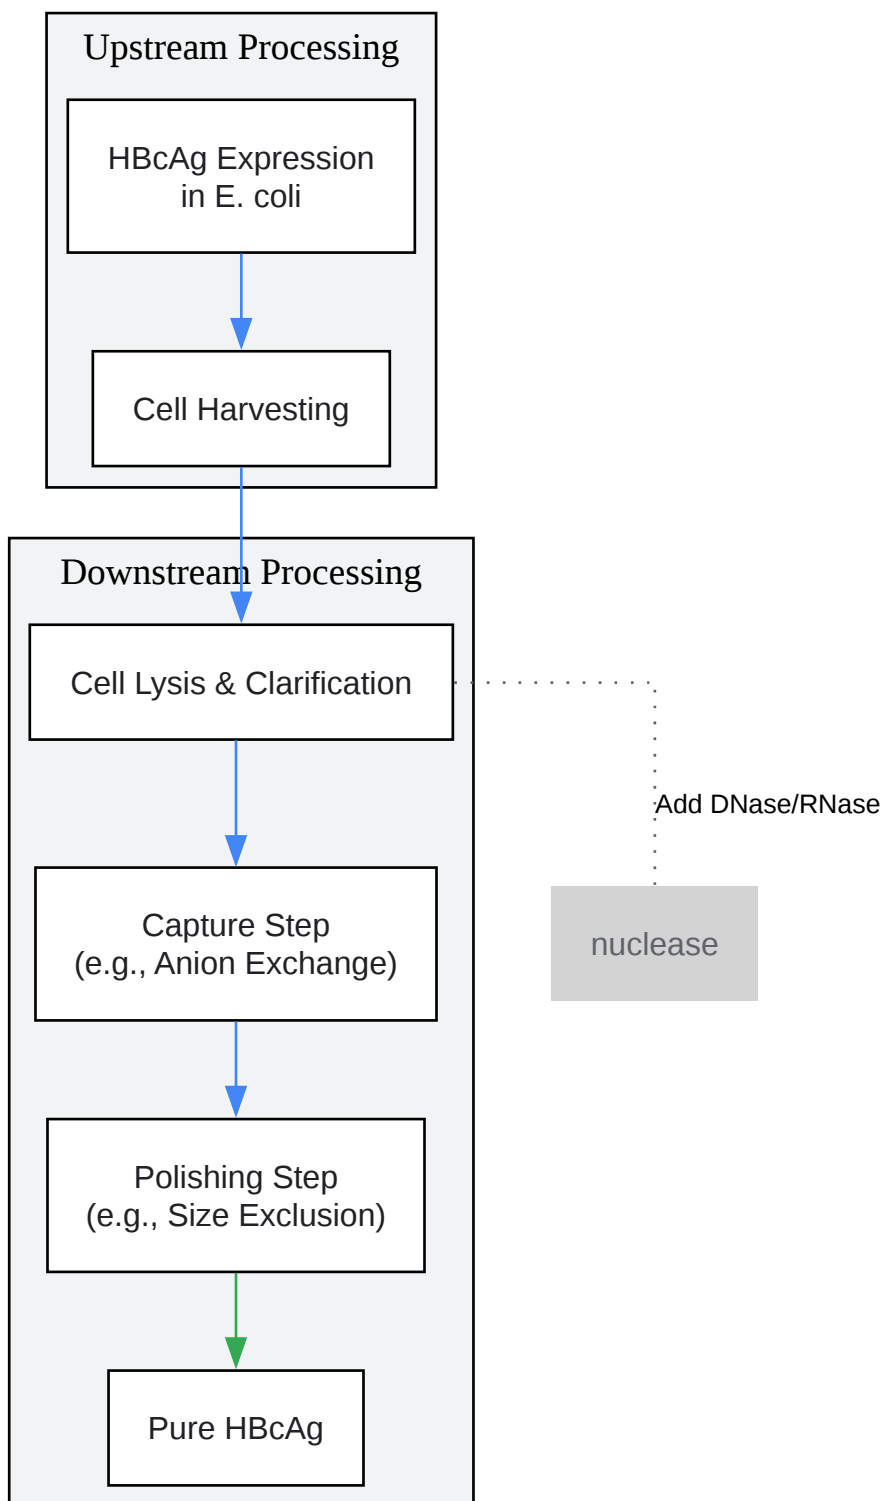 Upstream Processing
HBcAg Expression
in E. coli
Cell Harvesting
Downstream Processing
Cell Lysis & Clarification
Add DNase/RNase
Capture Step
(e.g., Anion Exchange)
nuclease
Polishing Step
(e.g., Size Exclusion)
Pure HBcAg